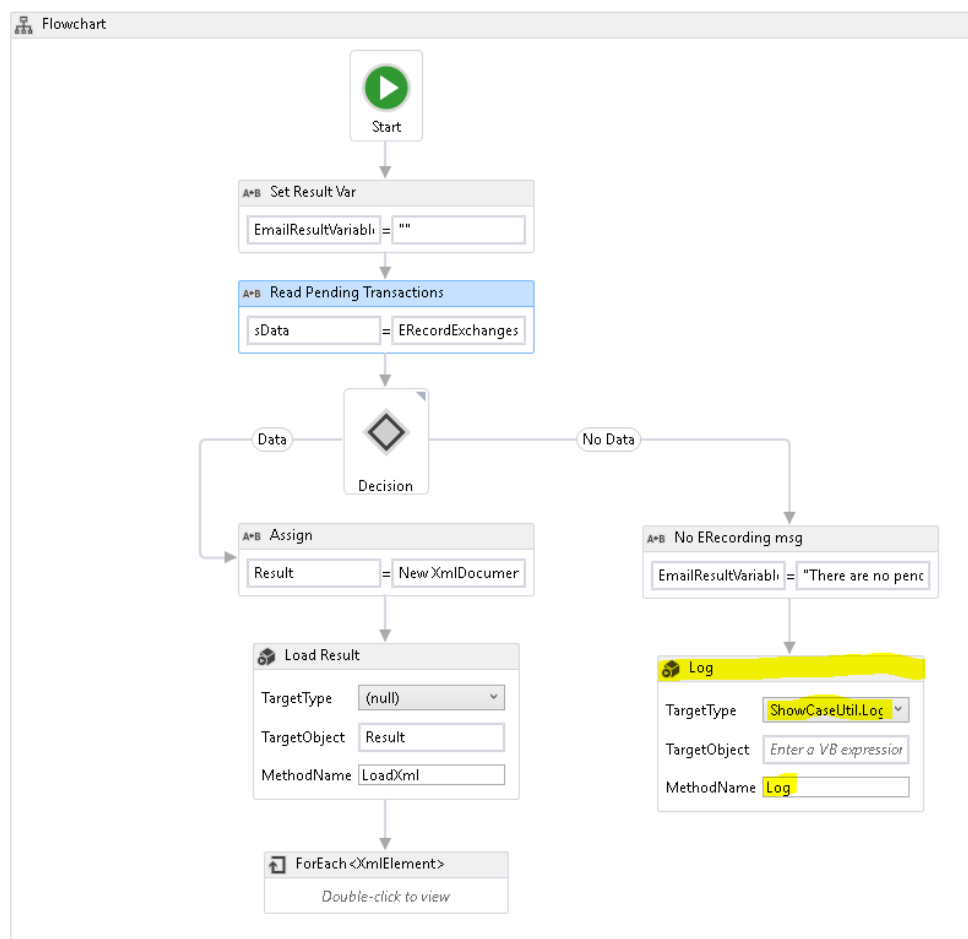 Flowchart
Start
A+B Set Result Var
EmailResultVariabl = ""
A+B Read Pending Transactions
sData = ERecordExchanges
Data
No Data
Decision
A+B Assign
Result = New XmlDocumer
A+B No ERecording msg
EmailResultVariabl = "There are no penc
Load Result
TargetType (null)
TargetObject Result
MethodName LoadXml
Log
TargetType ShowCaseUtil.Log
TargetObject Enter a VB expression
MethodName Log
ForEach<XmlElement>
Double-click to view